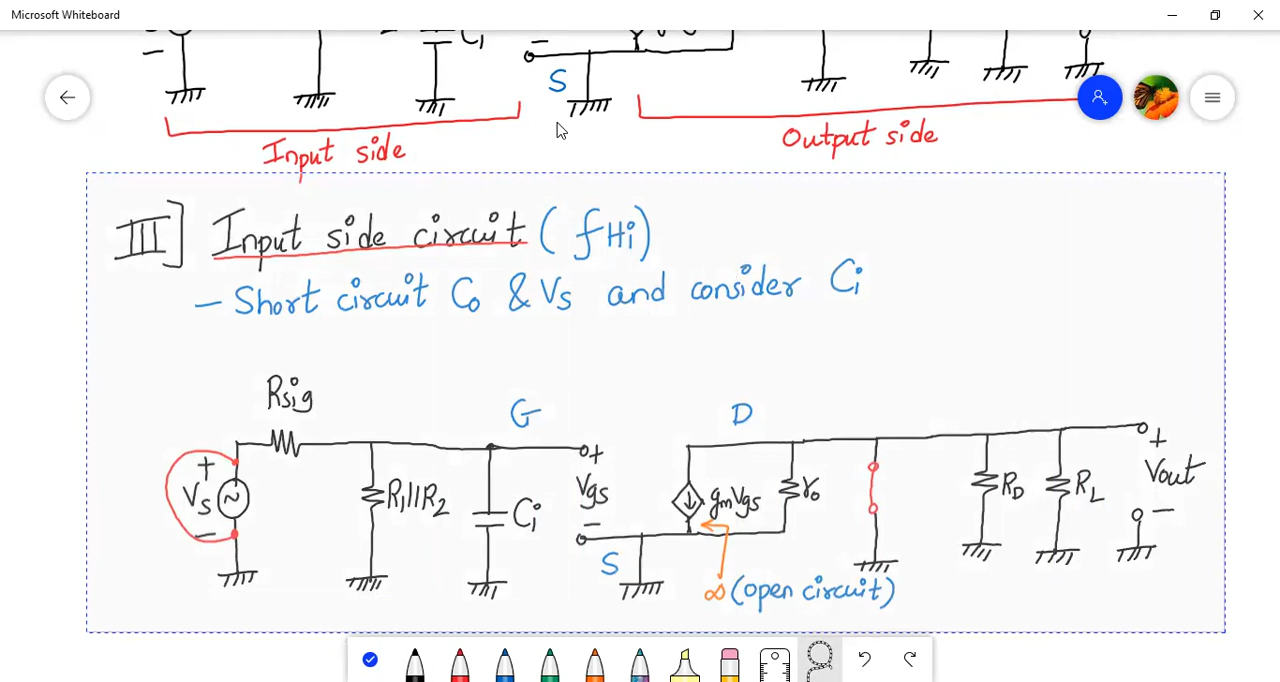 Microsoft Whiteboard
Ci
S
Input side
Output side
III] Input side circuit (fHi)
– Short circuit Co & Vs and consider Ci
Rsig
G
D
+
Vs
–
R1||R2
Ci
+
Vgs
–
S
gmVgs
ro
RD
RL
+
Vout
–
∞ (open circuit)